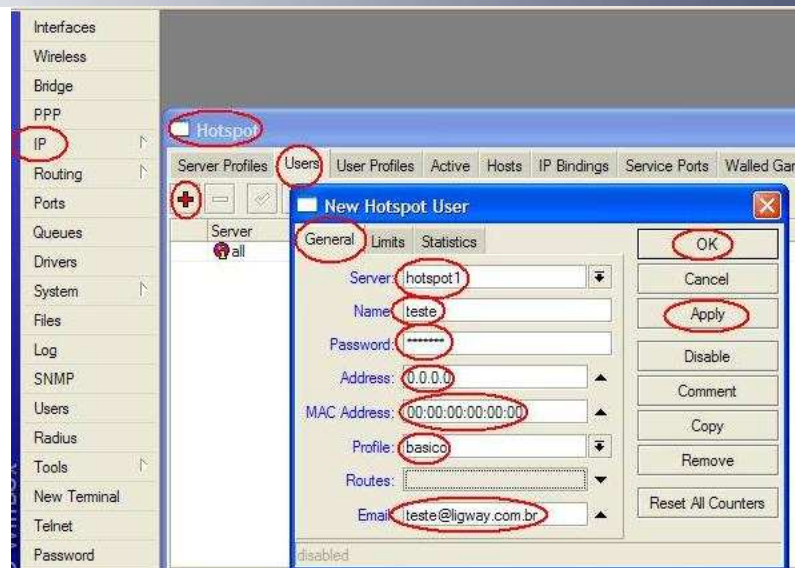 Interfaces
Wireless
Bridge
PPP
IP
Routing
Ports
Queues
Drivers
System
Files
Log
SNMP
Users
Radius
Tools
New Terminal
Telnet
Password
Hotspot
Server Profiles Users User Profiles Active Hosts IP Bindings Service Ports Walled Gar
Server
all
New Hotspot User
General Limits Statistics
Server: hotspot1
Name: teste
Password: *******
Address: 0.0.0.0
MAC Address: 00:00:00:00:00:00
Profile: basico
Routes:
Email: teste@ligway.com.br
disabled
OK
Cancel
Apply
Disable
Comment
Copy
Remove
Reset All Counters